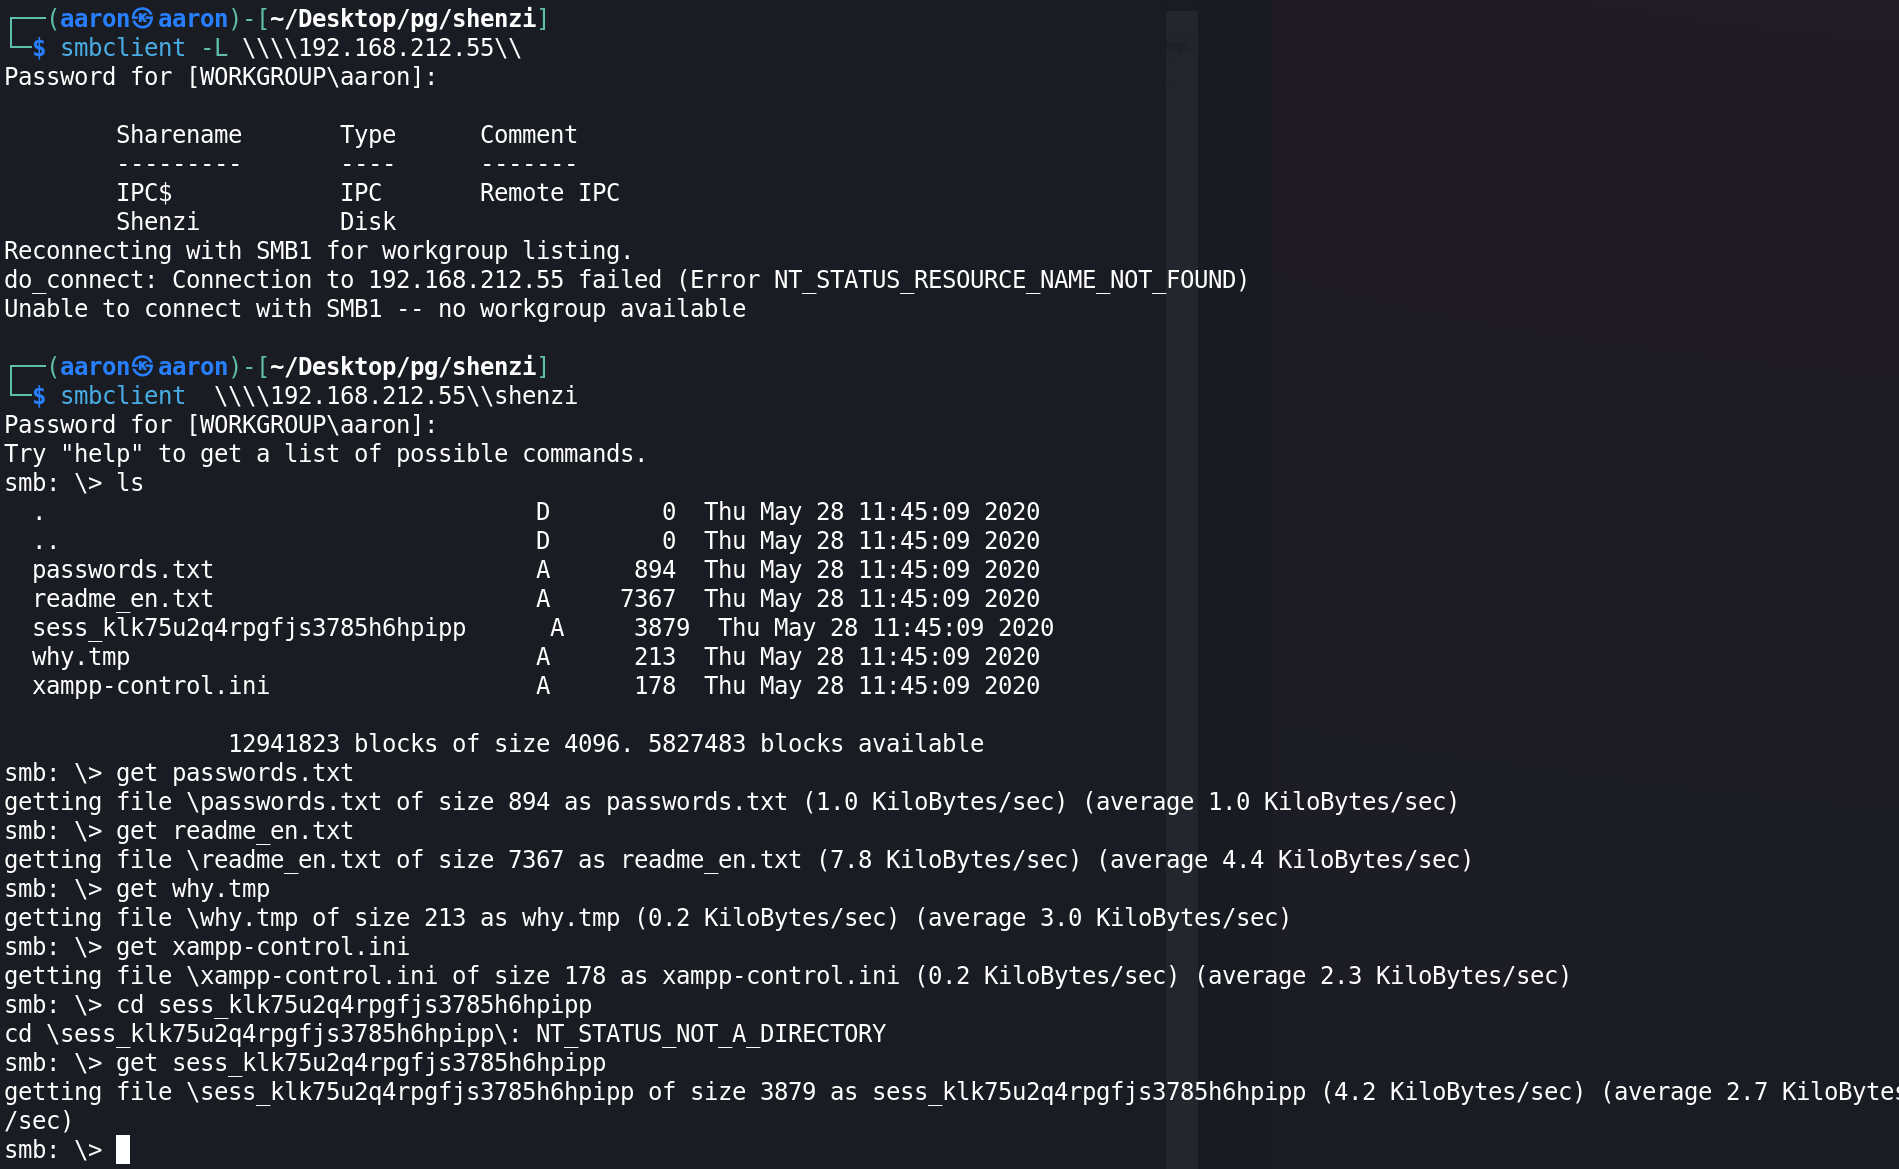 ┌──(aaron㉿aaron)-[~/Desktop/pg/shenzi]
└─$ smbclient -L \\\\192.168.212.55\\
Password for [WORKGROUP\aaron]:

        Sharename       Type      Comment
        ---------       ----      -------
        IPC$            IPC       Remote IPC
        Shenzi          Disk
Reconnecting with SMB1 for workgroup listing.
do_connect: Connection to 192.168.212.55 failed (Error NT_STATUS_RESOURCE_NAME_NOT_FOUND)
Unable to connect with SMB1 -- no workgroup available

┌──(aaron㉿aaron)-[~/Desktop/pg/shenzi]
└─$ smbclient  \\\\192.168.212.55\\shenzi
Password for [WORKGROUP\aaron]:
Try "help" to get a list of possible commands.
smb: \> ls
  .                                   D        0  Thu May 28 11:45:09 2020
  ..                                  D        0  Thu May 28 11:45:09 2020
  passwords.txt                       A      894  Thu May 28 11:45:09 2020
  readme_en.txt                       A     7367  Thu May 28 11:45:09 2020
  sess_klk75u2q4rpgfjs3785h6hpipp      A     3879  Thu May 28 11:45:09 2020
  why.tmp                             A      213  Thu May 28 11:45:09 2020
  xampp-control.ini                   A      178  Thu May 28 11:45:09 2020

                12941823 blocks of size 4096. 5827483 blocks available
smb: \> get passwords.txt
getting file \passwords.txt of size 894 as passwords.txt (1.0 KiloBytes/sec) (average 1.0 KiloBytes/sec)
smb: \> get readme_en.txt
getting file \readme_en.txt of size 7367 as readme_en.txt (7.8 KiloBytes/sec) (average 4.4 KiloBytes/sec)
smb: \> get why.tmp
getting file \why.tmp of size 213 as why.tmp (0.2 KiloBytes/sec) (average 3.0 KiloBytes/sec)
smb: \> get xampp-control.ini
getting file \xampp-control.ini of size 178 as xampp-control.ini (0.2 KiloBytes/sec) (average 2.3 KiloBytes/sec)
smb: \> cd sess_klk75u2q4rpgfjs3785h6hpipp
cd \sess_klk75u2q4rpgfjs3785h6hpipp\: NT_STATUS_NOT_A_DIRECTORY
smb: \> get sess_klk75u2q4rpgfjs3785h6hpipp
getting file \sess_klk75u2q4rpgfjs3785h6hpipp of size 3879 as sess_klk75u2q4rpgfjs3785h6hpipp (4.2 KiloBytes/sec) (average 2.7 KiloBytes
/sec)
smb: \>